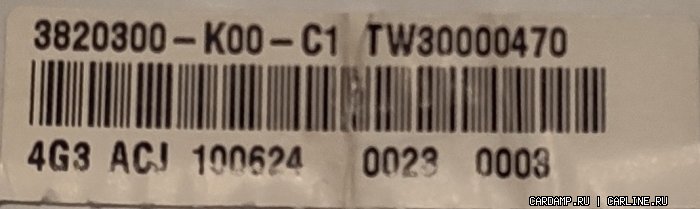 3820300-K00-C1 TW30000470
4G3 ACJ 100624 0023 0003
CARDAMP.RU | CARLINE.RU